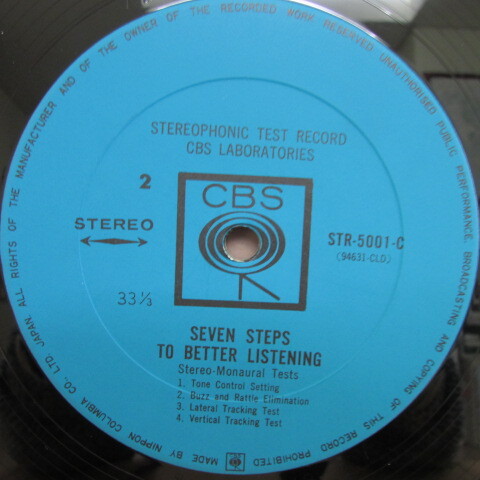 STEREOPHONIC TEST RECORD
CBS LABORATORIES
2
CBS
STEREO
STR-5001-C
(94631-CLD)
33⅓
SEVEN STEPS
TO BETTER LISTENING
Stereo-Monaural Tests
1. Tone Control Setting
2. Buzz and Rattle Elimination
3. Lateral Tracking Test
4. Vertical Tracking Test
MADE BY NIPPON COLUMBIA CO., LTD. JAPAN. ALL RIGHTS OF THE MANUFACTURER AND OF THE OWNER OF THE RECORDED WORK RESERVED UNAUTHORISED PUBLIC PERFORMANCE, BROADCASTING AND COPYING OF THIS RECORD PROHIBITED